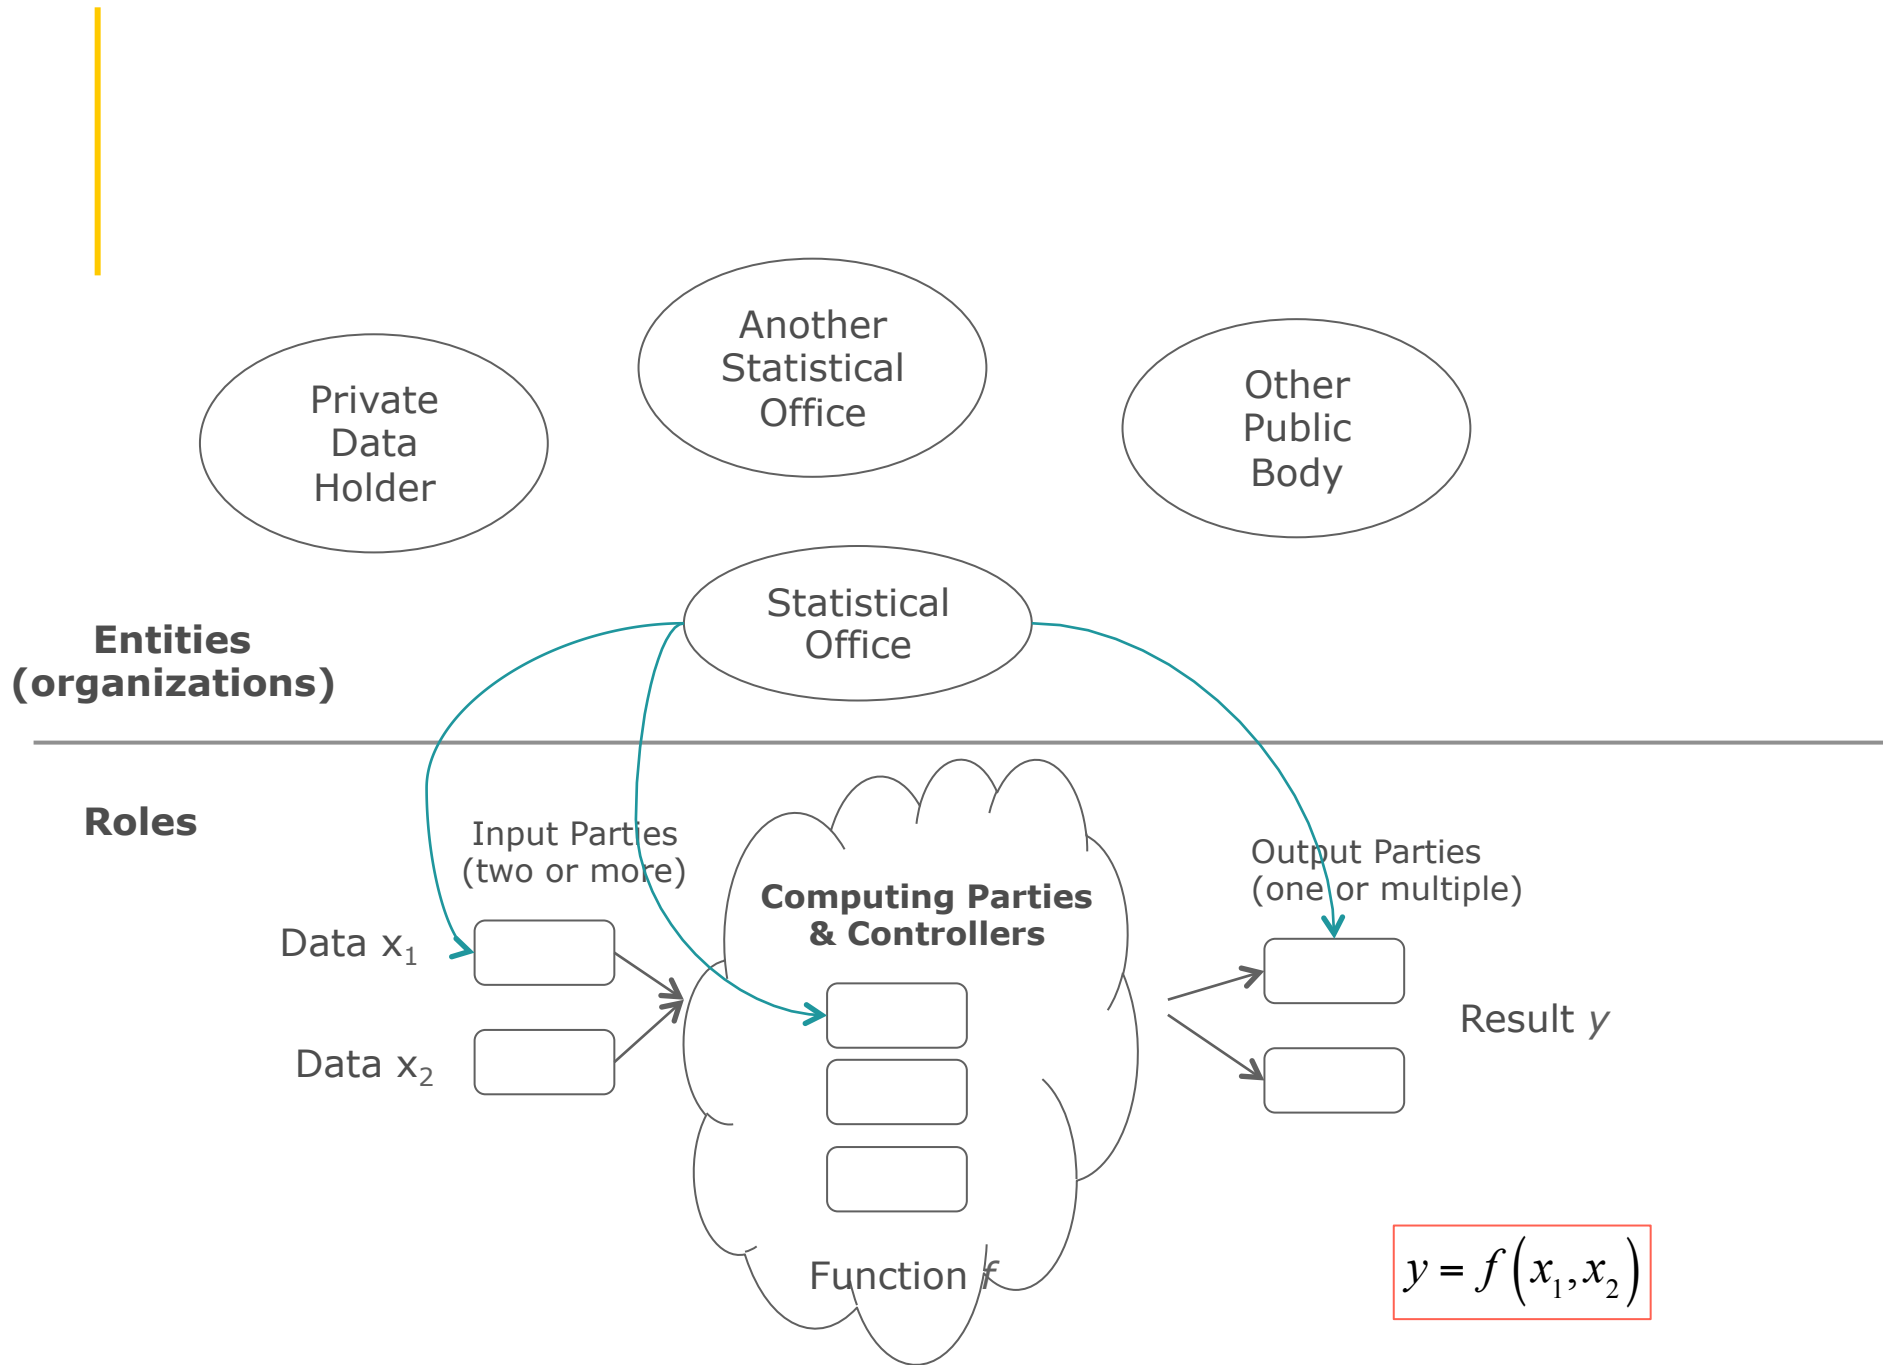 Another
Statistical
Office
Private
Data
Holder
Other
Public
Body
Statistical
Office
Entities
(organizations)
Roles
Input Parties
(two or more)
Computing Parties
& Controllers
Output Parties
(one or multiple)
Data x₁
Data x₂
Result y
Function f
y = f(x₁,x₂)